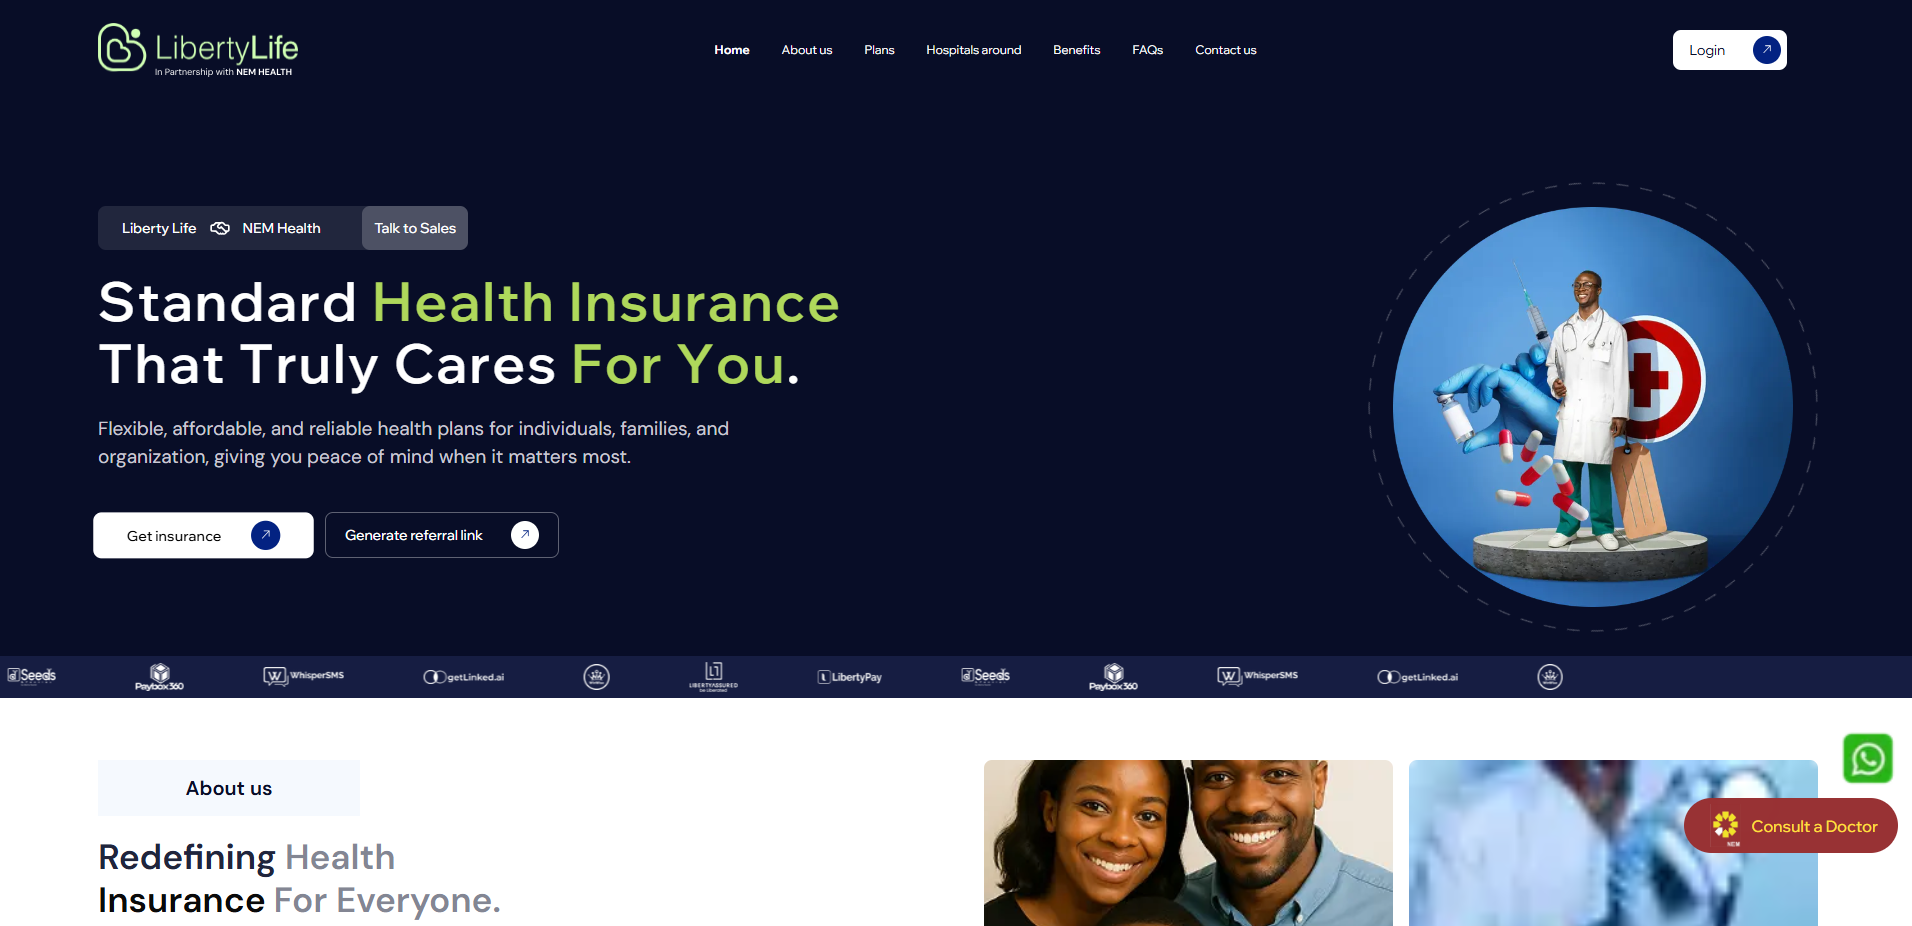 LibertyLife
In Partnership with NEM HEALTH
Home
About us
Plans
Hospitals around
Benefits
FAQs
Contact us
Login
Liberty Life
NEM Health
Talk to Sales
Standard Health Insurance
That Truly Cares For You.
Flexible, affordable, and reliable health plans for individuals, families, and
organization, giving you peace of mind when it matters most.
Get insurance
Generate referral link
Seeds
Paybox360
WhisperSMS
getLinked.ai
LIBERTYASSURED
be liberated
LibertyPay
Seeds
Paybox360
WhisperSMS
getLinked.ai
About us
Redefining Health
Insurance For Everyone.
NEM
Consult a Doctor